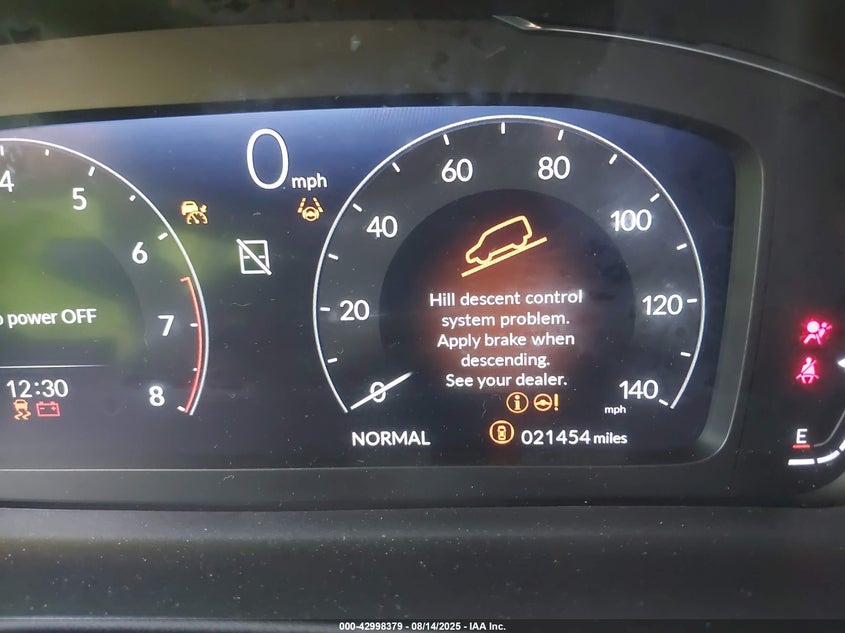 0 mph
4
5
6
7
8
power OFF
12:30
0
20
40
60
80
100
120
140
mph
Hill descent control
system problem.
Apply brake when
descending.
See your dealer.
NORMAL
021454 miles
E
000-42998379 - 08/14/2025 - IAA Inc.